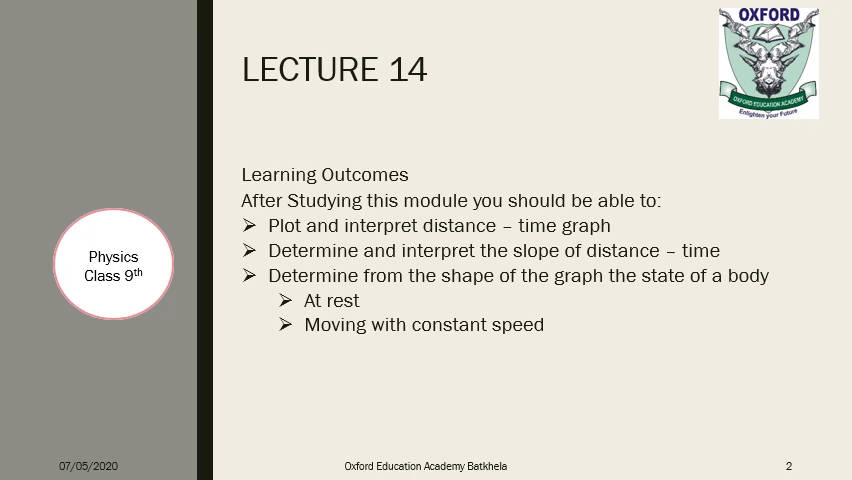 OXFORD
OXFORD EDUCATION ACADEMY
Enlighten your Future
LECTURE 14
Learning Outcomes
After Studying this module you should be able to:
➢ Plot and interpret distance – time graph
➢ Determine and interpret the slope of distance – time
➢ Determine from the shape of the graph the state of a body
➢ At rest
➢ Moving with constant speed
Physics
Class 9th
07/05/2020
Oxford Education Academy Batkhela
2